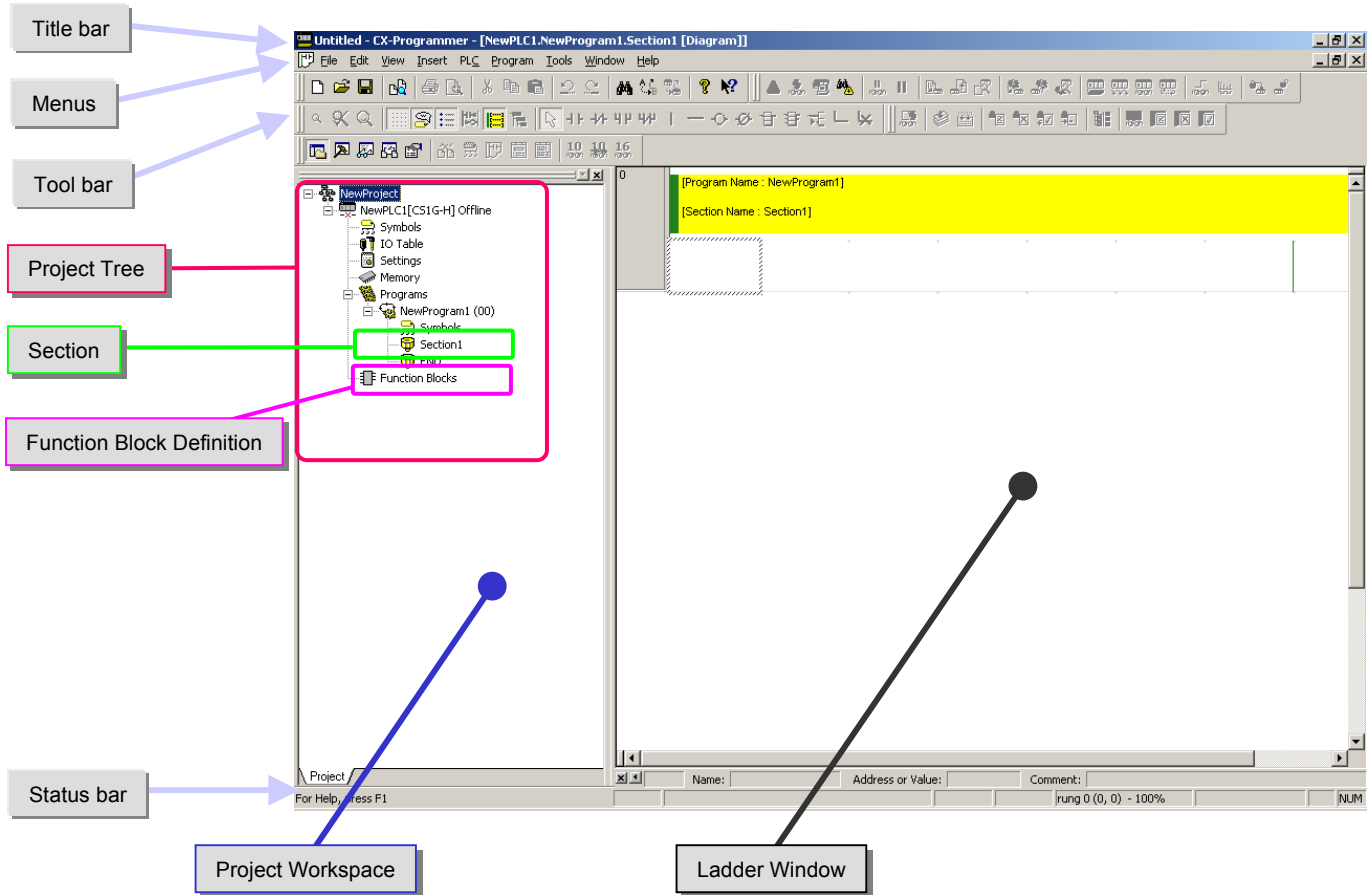 Title bar
Menus
Tool bar
Project Tree
Section
Function Block Definition
Status bar
Untitled - CX-Programmer - [NewPLC1.NewProgram1.Section1 [Diagram]]
File Edit View Insert PLC Program Tools Window Help
10 10 16
NewProject
NewPLC1[CS1G-H] Offline
Symbols
IO Table
Settings
Memory
Programs
NewProgram1 (00)
Symbols
Section1
END
Function Blocks
0
[Program Name : NewProgram1]
[Section Name : Section1]
Project
Name: Address or Value: Comment:
For Help, press F1
rung 0 (0, 0) - 100%
NUM
Project Workspace
Ladder Window